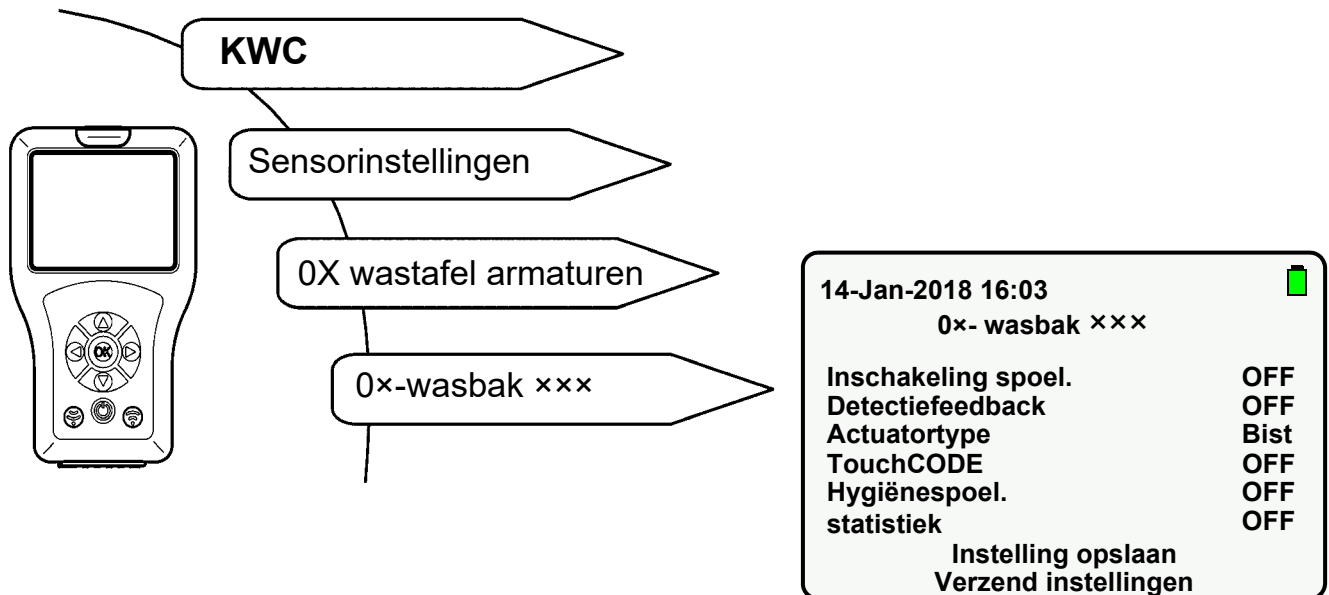 KWC
Sensorinstellingen
0X wastafel armaturen
0×-wasbak ×××
OK
14-Jan-2018 16:03
0×- wasbak ×××
Inschakeling spoel. OFF
Detectiefeedback OFF
Actuatortype Bist
TouchCODE OFF
Hygiënespoel. OFF
statistiek OFF
Instelling opslaan
Verzend instellingen